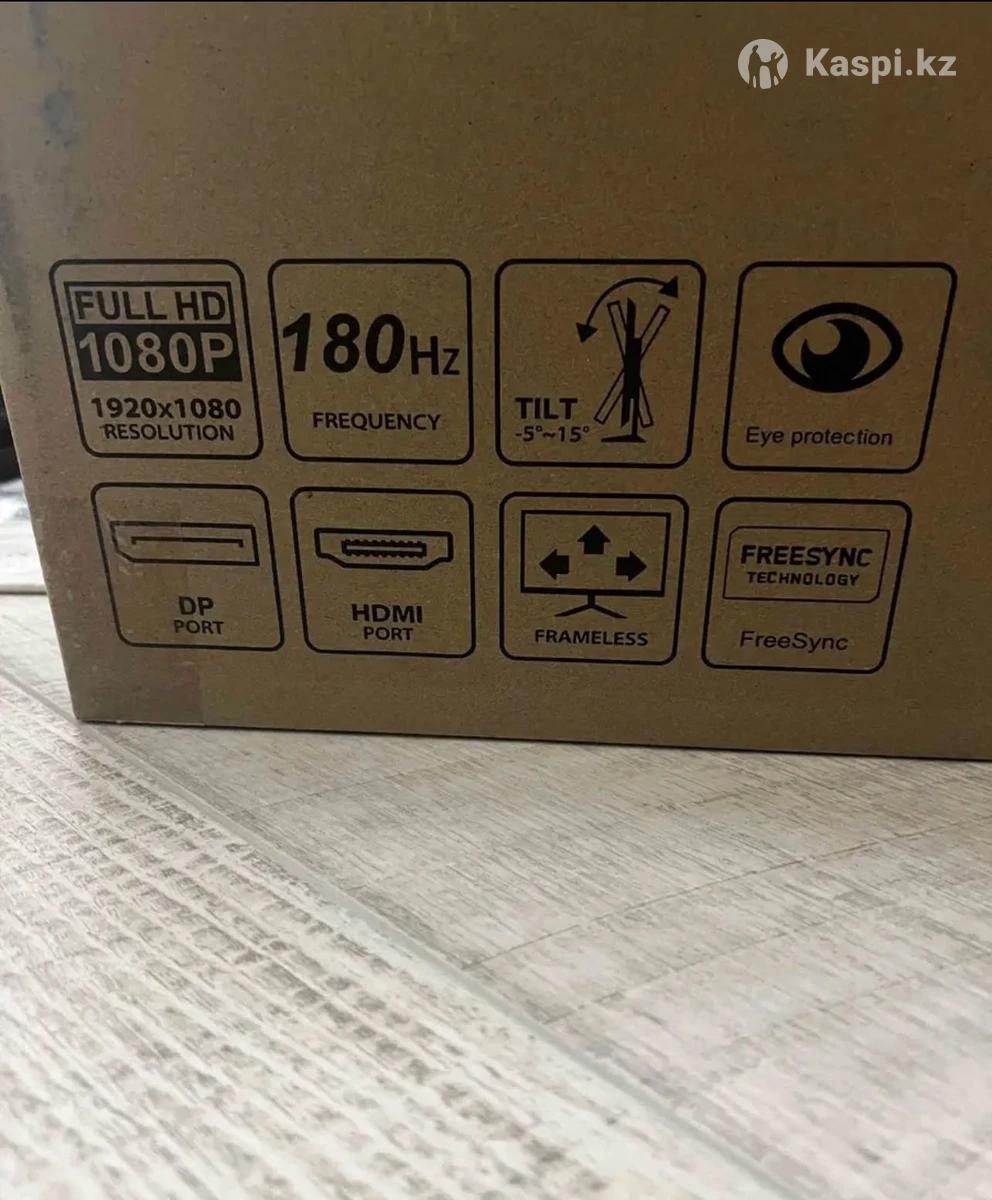 Kaspi.kz
FULL HD
1080P
1920x1080
RESOLUTION
180Hz
FREQUENCY
TILT
-5°~15°
Eye protection
DP
PORT
HDMI
PORT
FRAMELESS
FREESYNC
TECHNOLOGY
FreeSync